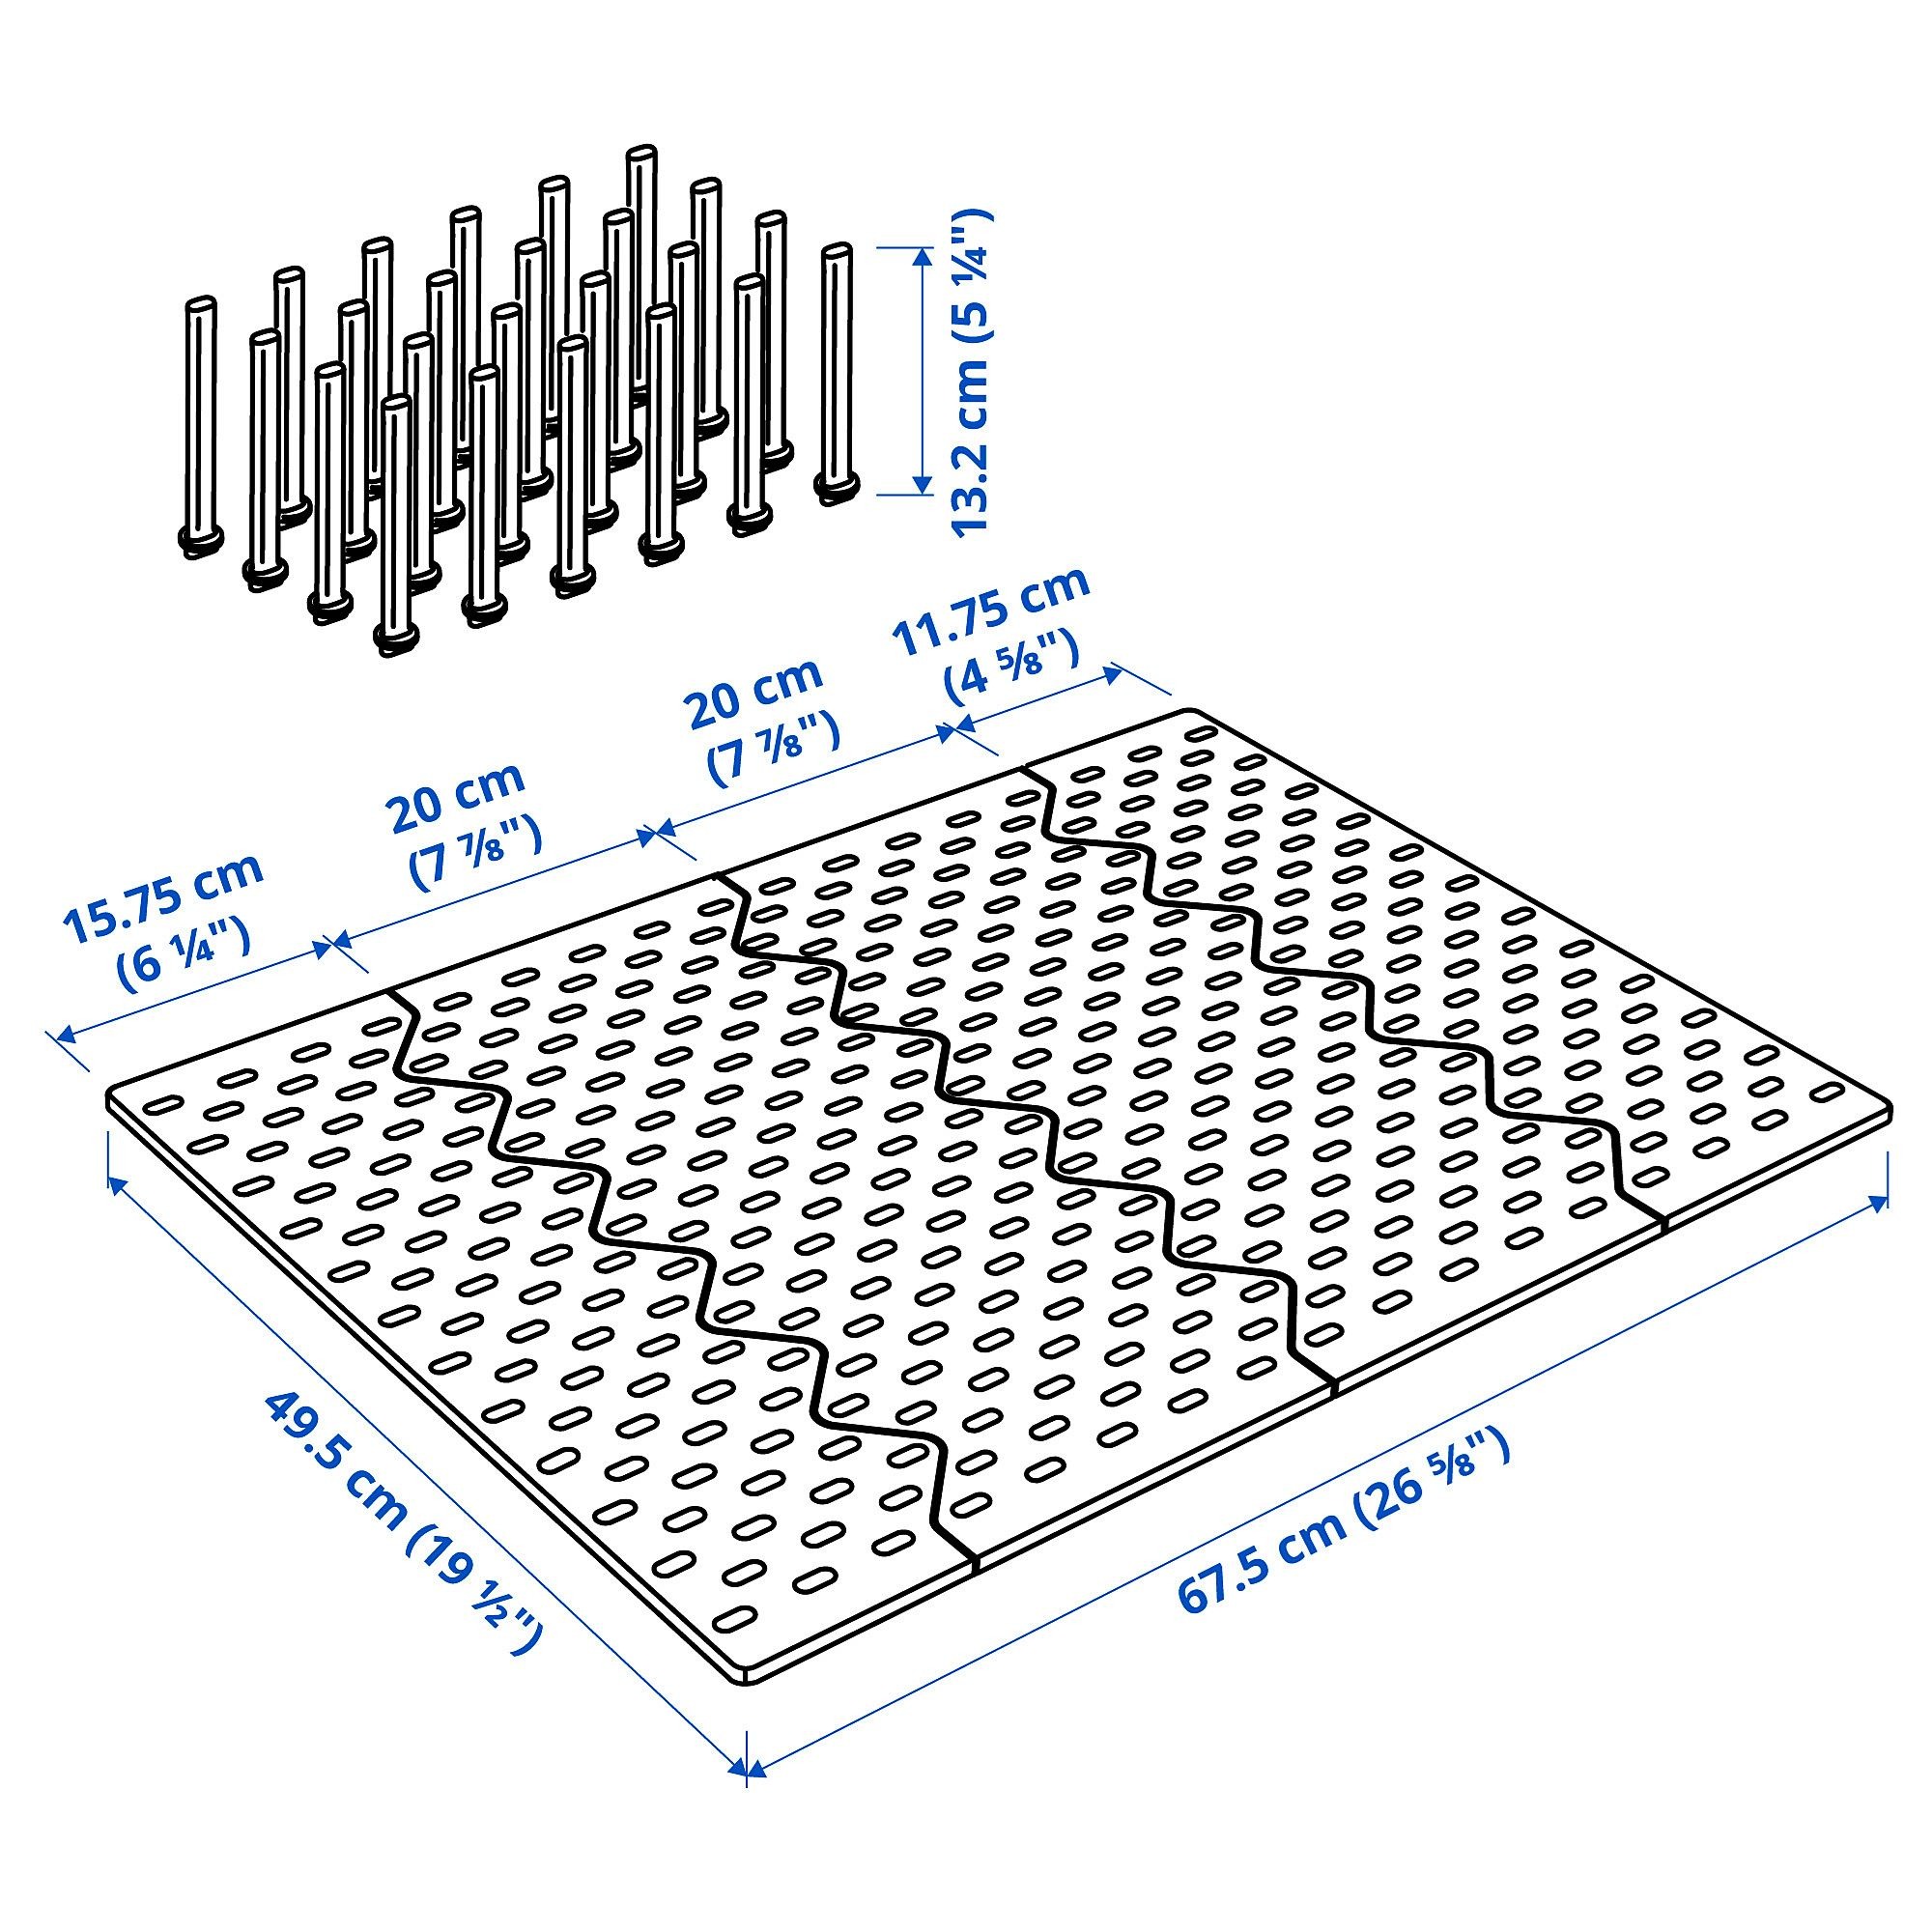 13.2 cm (5 ¼")
11.75 cm
(4 ⅝")
20 cm
(7 ⅞")
20 cm
(7 ⅞")
15.75 cm
(6 ¼")
49.5 cm (19 ½")
67.5 cm (26 ⅝")